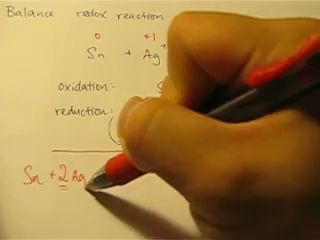 Balance redox reaction
0 +1
Sn + Ag+
oxidation:- S
reduction: (
Sn + 2 Ag